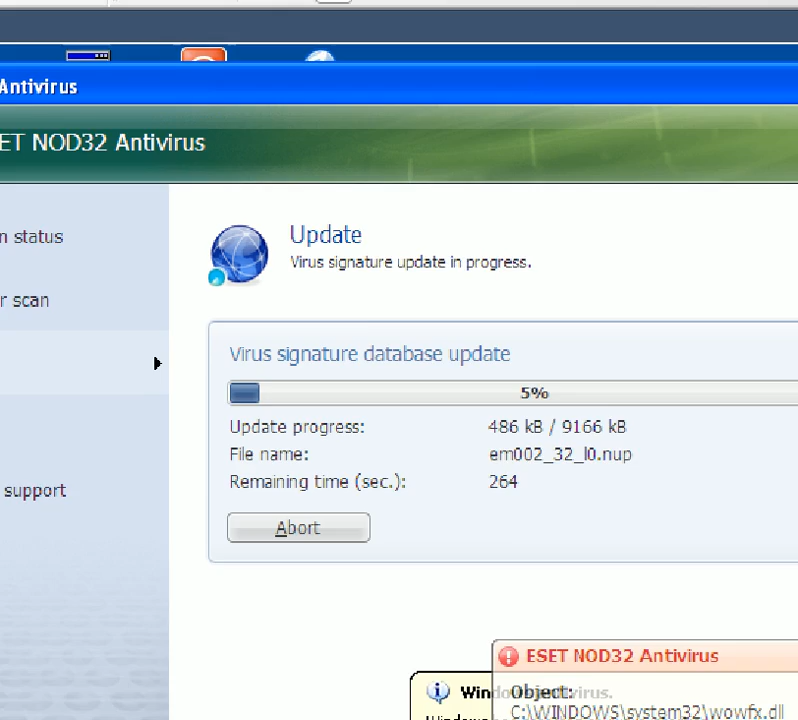 Antivirus
ET NOD32 Antivirus
n status
r scan
support
Update
Virus signature update in progress.
Virus signature database update
5%
Update progress: 486 kB / 9166 kB
File name: em002_32_l0.nup
Remaining time (sec.): 264
Abort
ESET NOD32 Antivirus
Object:
C:\WINDOWS\system32\wowfx.dll